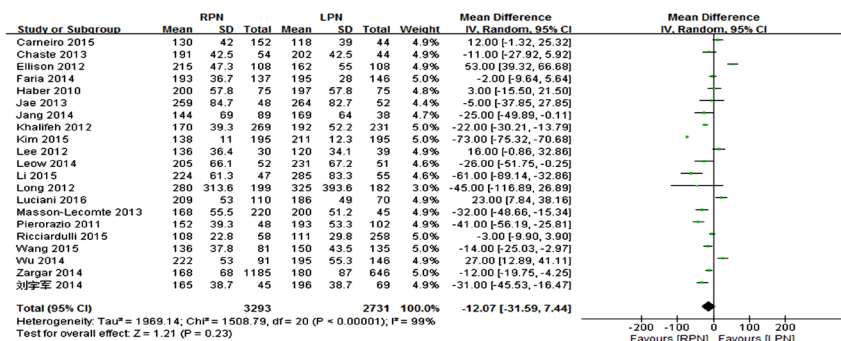 RPN LPN Mean Difference Mean Difference
Study or Subgroup Mean SD Total Mean SD Total Weight IV, Random, 95% CI IV, Random, 95% CI
Carneiro 2015 130 42 152 118 39 44 4.9% 12.00 [-1.32, 25.32]
Chaste 2013 191 42.5 54 202 42.5 44 4.9% -11.00 [-27.92, 5.92]
Ellison 2012 215 47.3 108 162 55 108 4.9% 53.00 [39.32, 66.68]
Faria 2014 193 36.7 137 195 28 146 5.0% -2.00 [-9.64, 5.64]
Haber 2010 200 57.8 75 197 57.8 75 4.9% 3.00 [-15.50, 21.50]
Jae 2013 259 84.7 48 264 82.7 52 4.6% -5.00 [-37.85, 27.85]
Jang 2014 144 69 89 169 64 38 4.7% -25.00 [-49.89, -0.11]
Khalifeh 2012 170 39.3 269 192 52.2 231 5.0% -22.00 [-30.21, -13.79]
Kim 2015 138 11 195 211 12.3 195 5.0% -73.00 [-75.32, -70.68]
Lee 2012 136 36.4 30 120 34.1 39 4.9% 16.00 [-0.86, 32.86]
Leow 2014 205 66.1 52 231 67.2 51 4.7% -26.00 [-51.75, -0.25]
Li 2015 224 61.3 47 285 83.3 55 4.7% -61.00 [-89.14, -32.86]
Long 2012 280 313.6 199 325 393.6 182 3.3% -45.00 [-116.89, 26.89]
Luciani 2016 209 53 110 186 49 70 4.9% 23.00 [7.84, 38.16]
Masson-Lecomte 2013 168 55.5 220 200 51.2 45 4.9% -32.00 [-48.66, -15.34]
Pierorazio 2011 152 39.3 48 193 53.3 102 4.9% -41.00 [-56.19, -25.81]
Ricciardulli 2015 108 22.8 58 111 29.8 258 5.0% -3.00 [-9.90, 3.90]
Wang 2015 136 37.8 81 150 43.5 135 5.0% -14.00 [-25.03, -2.97]
Wu 2014 222 53 91 195 55.3 146 4.9% 27.00 [12.89, 41.11]
Zargar 2014 168 68 1185 180 87 646 5.0% -12.00 [-19.75, -4.25]
刘宇军 2014 165 38.7 45 196 38.7 69 4.9% -31.00 [-45.53, -16.47]
Total (95% CI) 3293 2731 100.0% -12.07 [-31.59, 7.44]
Heterogeneity: Tau² = 1969.14; Chi² = 1508.79, df = 20 (P < 0.00001); I² = 99%
Test for overall effect: Z = 1.21 (P = 0.23)
-200 -100 0 100 200
Favours [RPN] Favours [LPN]